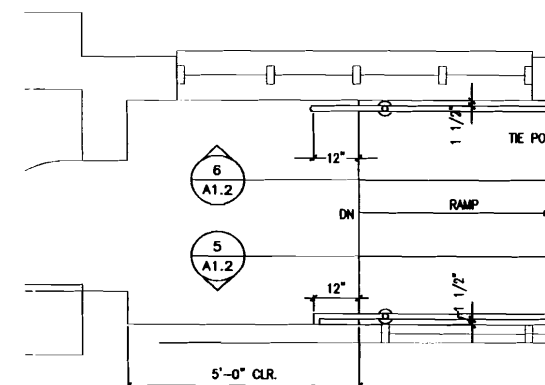 1 1/2"
TIE PO
12"
6
A1.2
DN
RAMP
5
A1.2
12"
1 1/2"
5'-0" CLR.